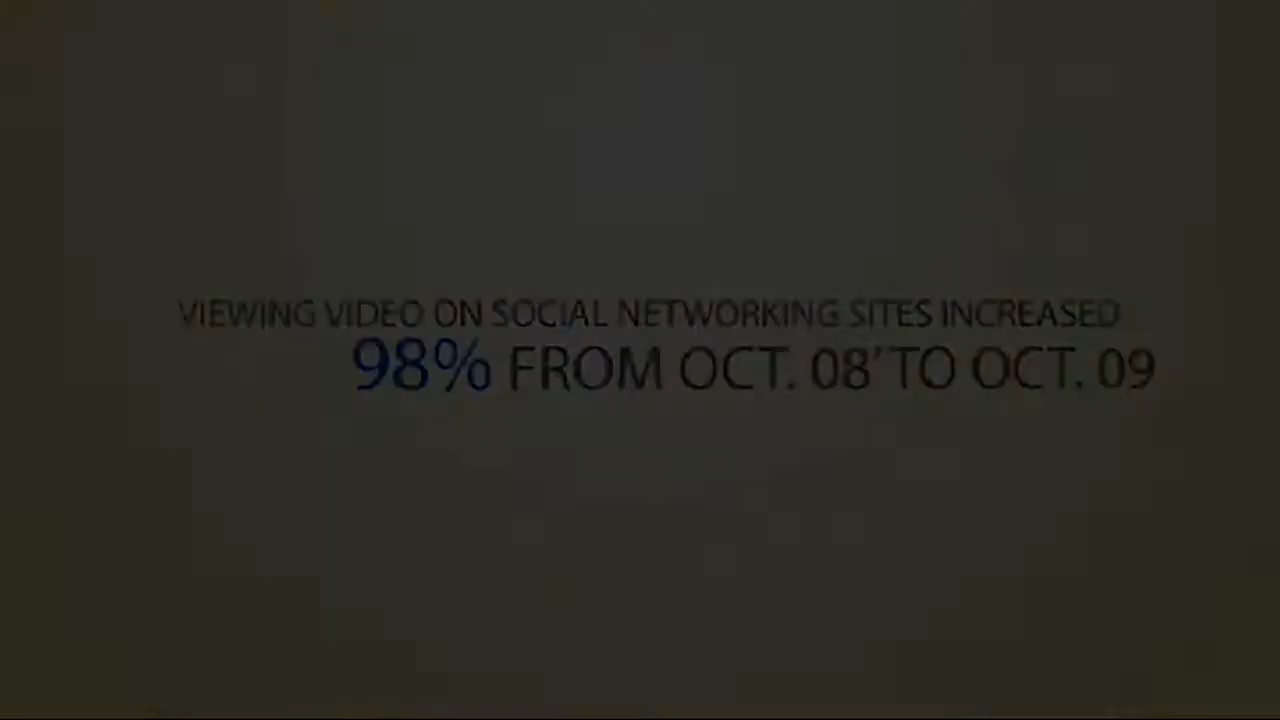 VIEWING VIDEO ON SOCIAL NETWORKING SITES INCREASED
98% FROM OCT. 08' TO OCT. 09